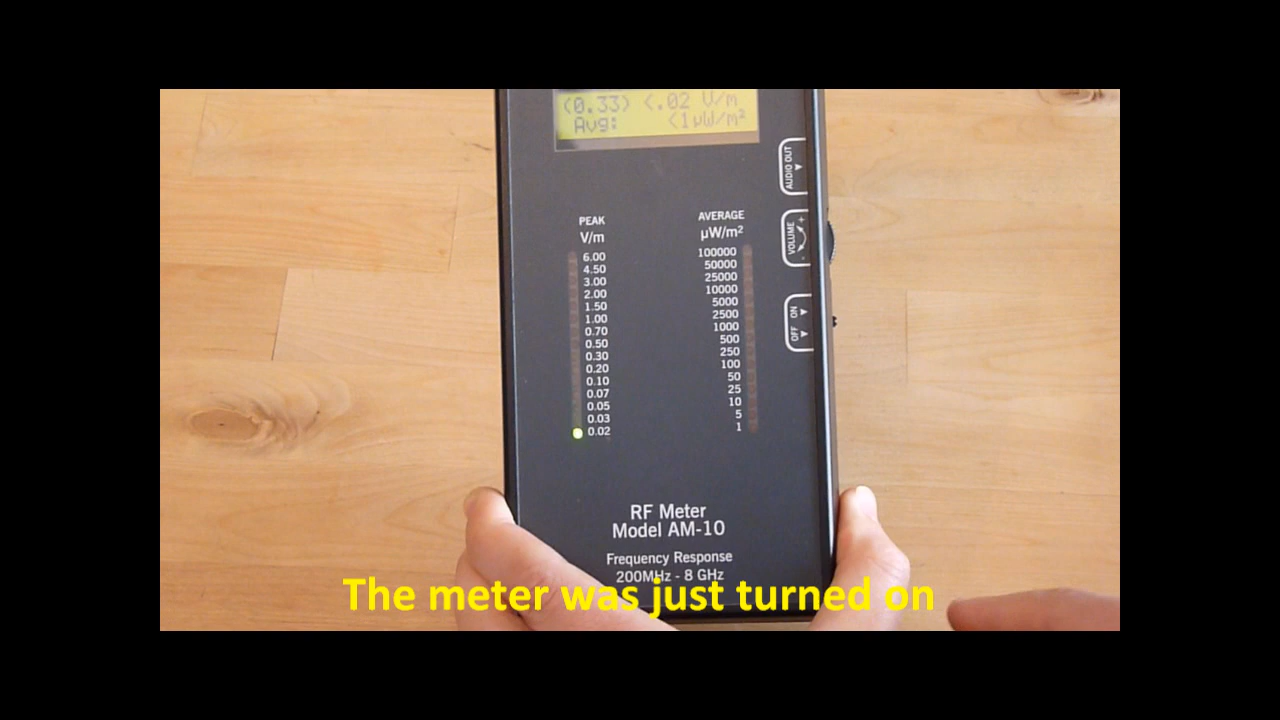 (0.33) <.02 V/m
Avg: <1µW/m²
AUDIO OUT
PEAK
V/m
6.00
4.50
3.00
2.00
1.50
1.00
0.70
0.50
0.30
0.20
0.10
0.07
0.05
0.03
0.02
AVERAGE
µW/m²
100000
50000
25000
10000
5000
2500
1000
500
250
100
50
25
10
5
1
VOLUME
- +
OFF ON
RF Meter
Model AM-10
Frequency Response
200MHz - 8 GHz
The meter was just turned on